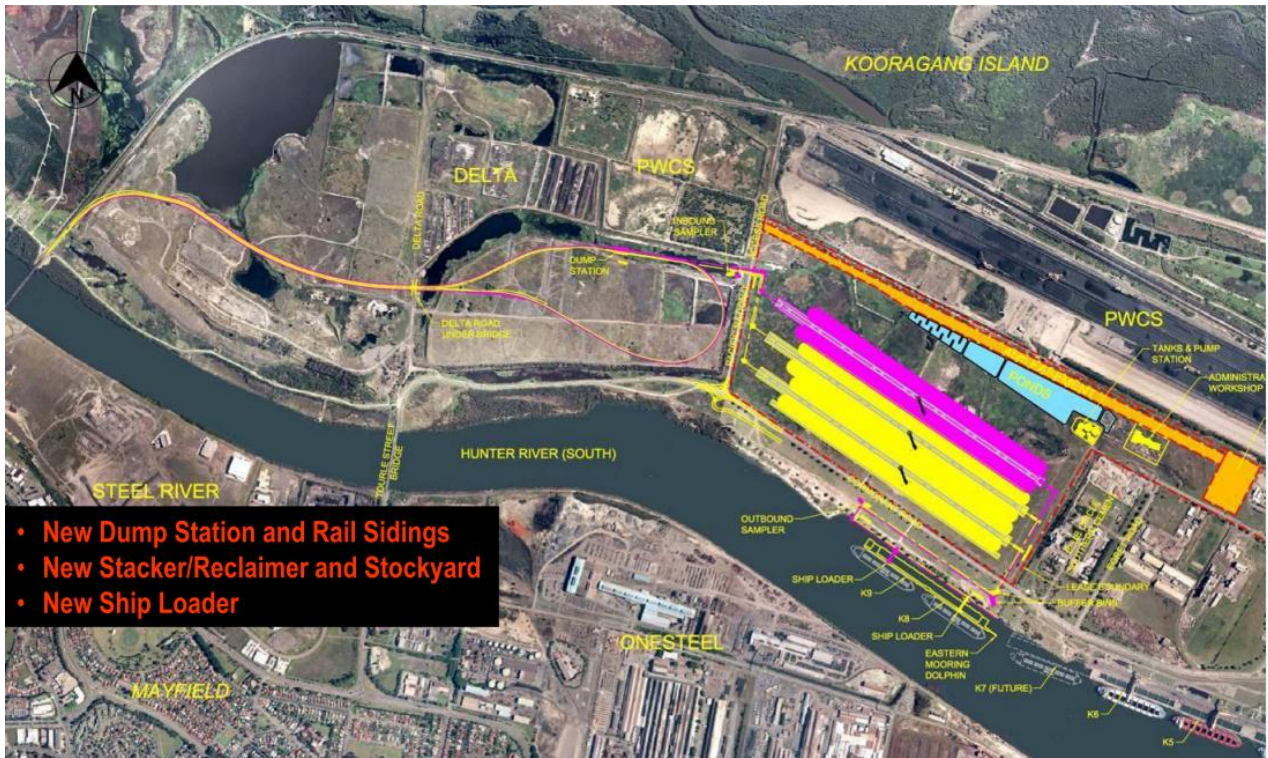 KOORAGANG ISLAND
N
DELTA
PWCS
DELTA ROAD
INBOUND
SAMPLER
DUMP
STATION
DELTA ROAD
UNDER BRIDGE
PWCS
TANKS & PUMP
STATION
ADMINISTRA
WORKSHOP
PONDS
TOURLE STREET
BRIDGE
HUNTER RIVER (SOUTH)
STEEL RIVER
• New Dump Station and Rail Sidings
• New Stacker/Reclaimer and Stockyard
• New Ship Loader
OUTBOUND
SAMPLER
SHIP LOADER
K9
K8
SHIP LOADER
LEASE BOUNDARY
BUFFER BINS
EASTERN
MOORING
DOLPHIN
K7 (FUTURE)
K6
K5
ONESTEEL
MAYFIELD